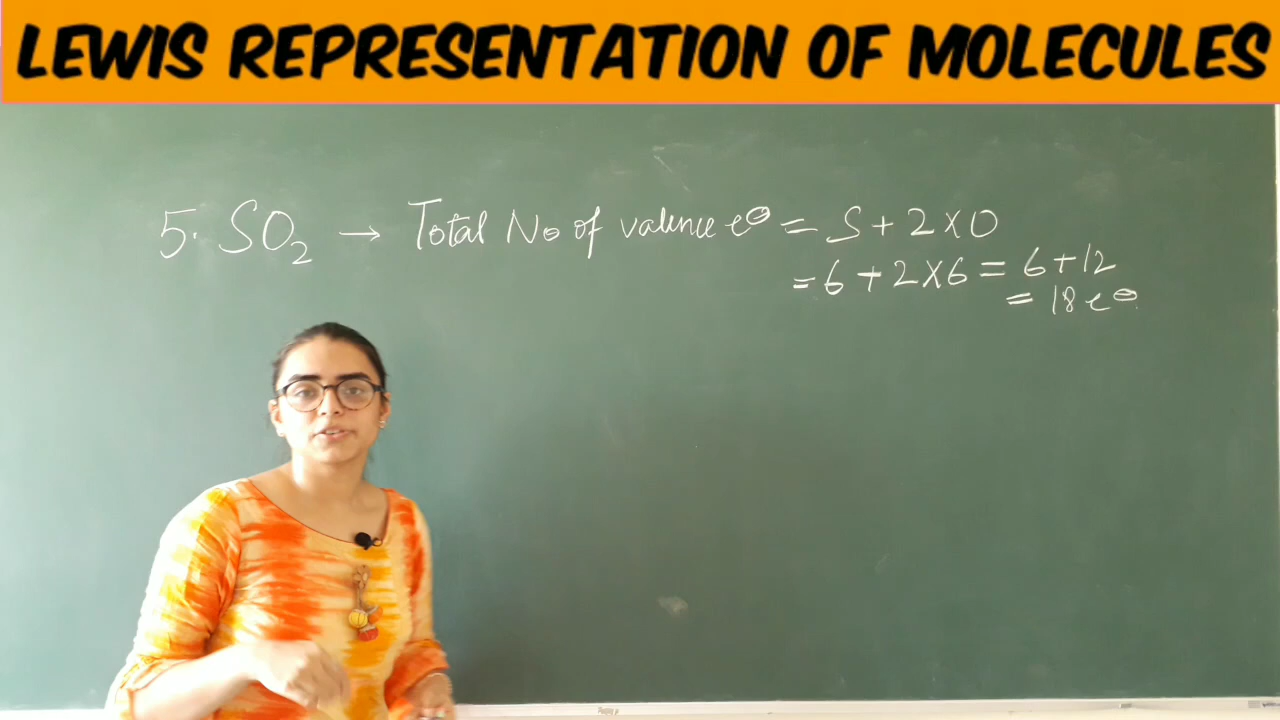 LEWIS REPRESENTATION OF MOLECULES
5. SO₂ → Total No of valence e⊖ = S + 2×O
= 6 + 2×6 = 6+12
= 18 e⊖